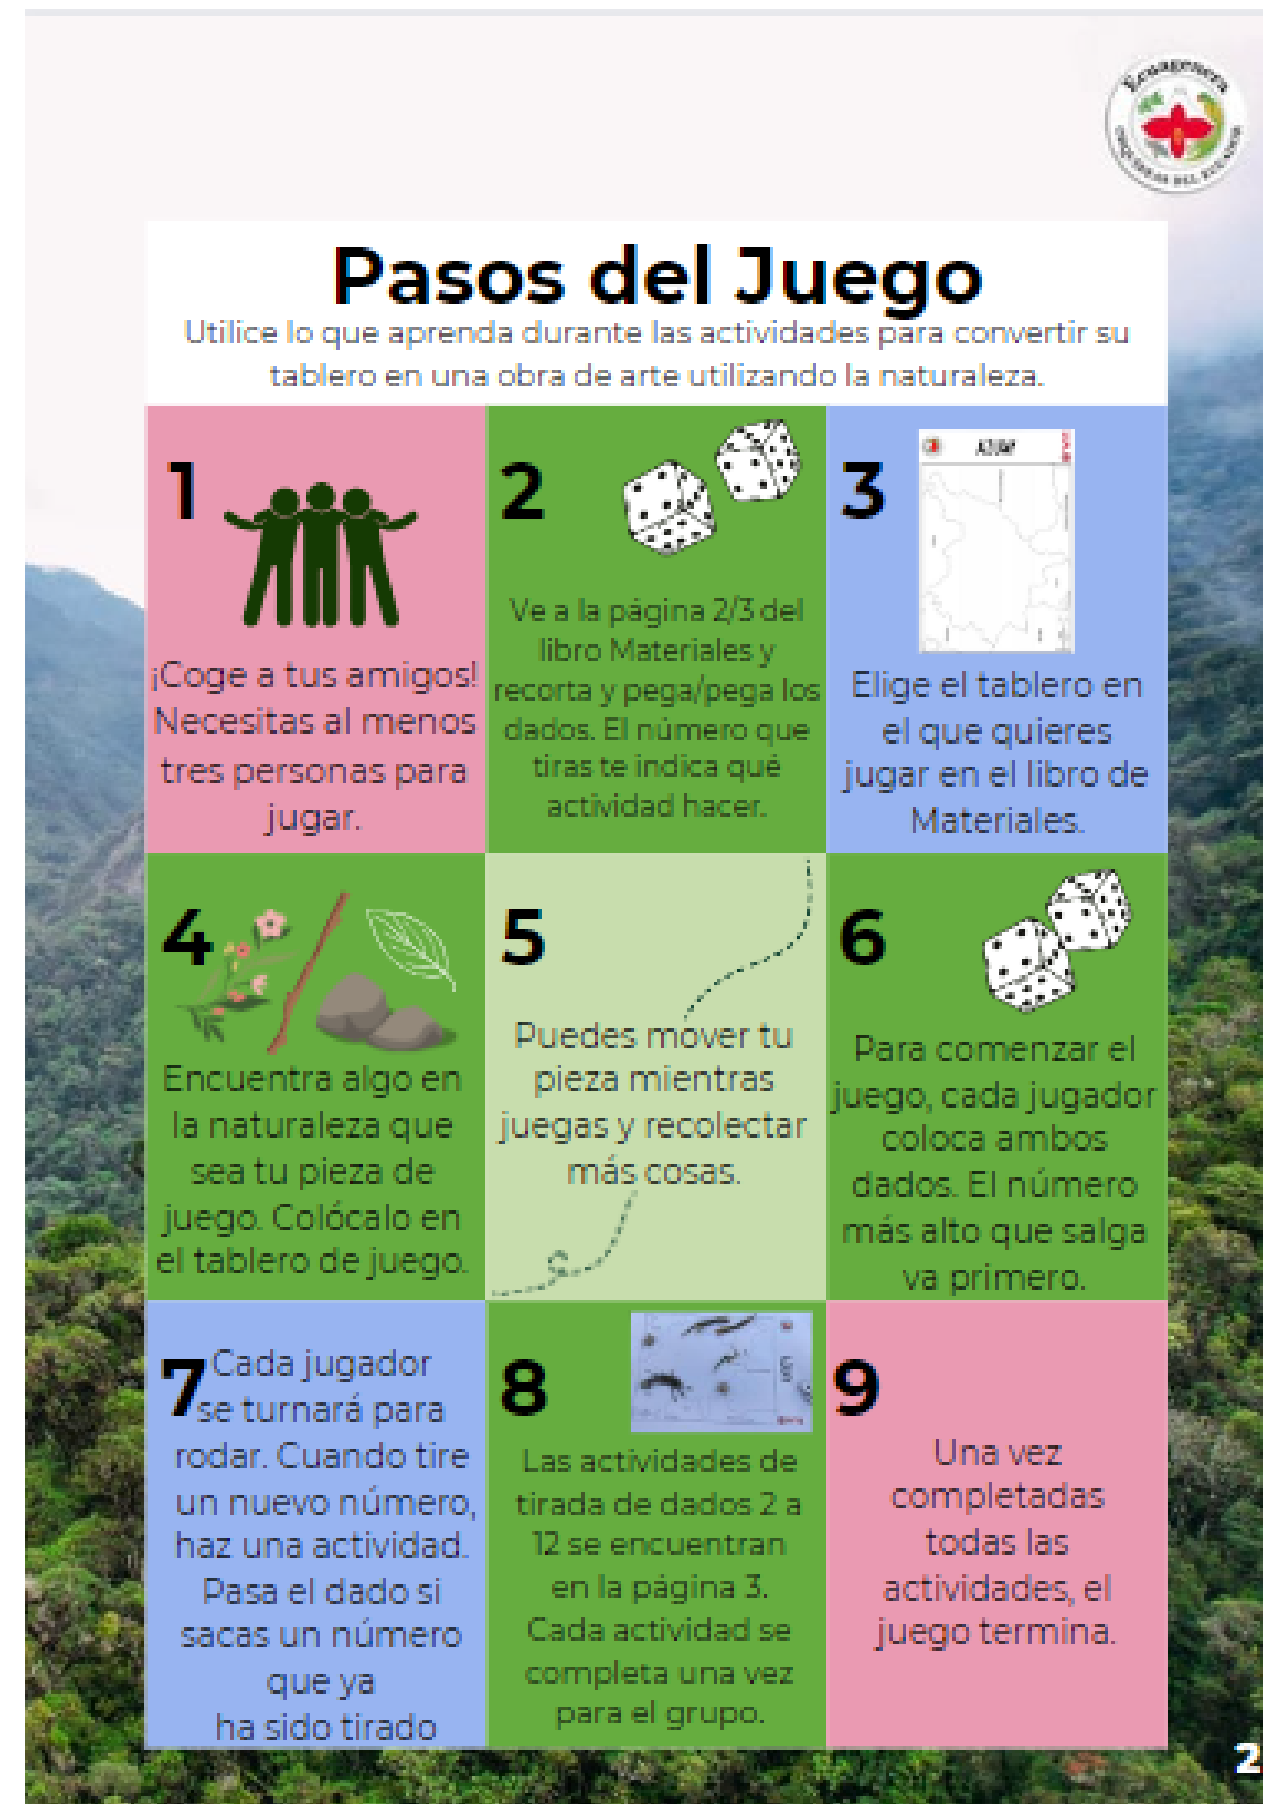 Ecuagenera
ORQUÍDEAS DEL ECUADOR
Pasos del Juego
Utilice lo que aprenda durante las actividades para convertir su
tablero en una obra de arte utilizando la naturaleza.
1
¡Coge a tus amigos!
Necesitas al menos
tres personas para
jugar.
2
Ve a la página 2/3 del
libro Materiales y
recorta y pega/pega los
dados. El número que
tiras te indica qué
actividad hacer.
3
Elige el tablero en
el que quieres
jugar en el libro de
Materiales.
4
Encuentra algo en
la naturaleza que
sea tu pieza de
juego. Colócalo en
el tablero de juego.
5
Puedes mover tu
pieza mientras
juegas y recolectar
más cosas.
6
Para comenzar el
juego, cada jugador
coloca ambos
dados. El número
más alto que salga
va primero.
7
Cada jugador
se turnará para
rodar. Cuando tire
un nuevo número,
haz una actividad.
Pasa el dado si
sacas un número
que ya
ha sido tirado
8
Las actividades de
tirada de dados 2 a
12 se encuentran
en la página 3.
Cada actividad se
completa una vez
para el grupo.
9
Una vez
completadas
todas las
actividades, el
juego termina.
2